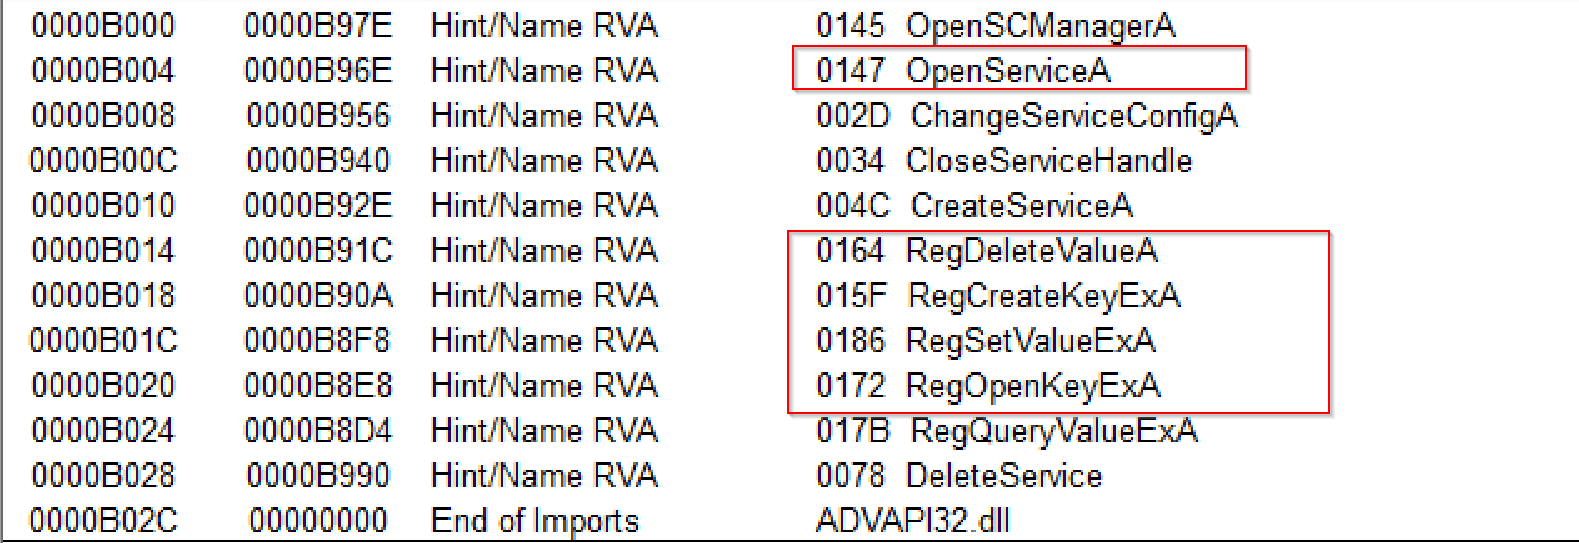 0000B000 0000B97E Hint/Name RVA 0145 OpenSCManagerA
0000B004 0000B96E Hint/Name RVA 0147 OpenServiceA
0000B008 0000B956 Hint/Name RVA 002D ChangeServiceConfigA
0000B00C 0000B940 Hint/Name RVA 0034 CloseServiceHandle
0000B010 0000B92E Hint/Name RVA 004C CreateServiceA
0000B014 0000B91C Hint/Name RVA 0164 RegDeleteValueA
0000B018 0000B90A Hint/Name RVA 015F RegCreateKeyExA
0000B01C 0000B8F8 Hint/Name RVA 0186 RegSetValueExA
0000B020 0000B8E8 Hint/Name RVA 0172 RegOpenKeyExA
0000B024 0000B8D4 Hint/Name RVA 017B RegQueryValueExA
0000B028 0000B990 Hint/Name RVA 0078 DeleteService
0000B02C 00000000 End of Imports ADVAPI32.dll